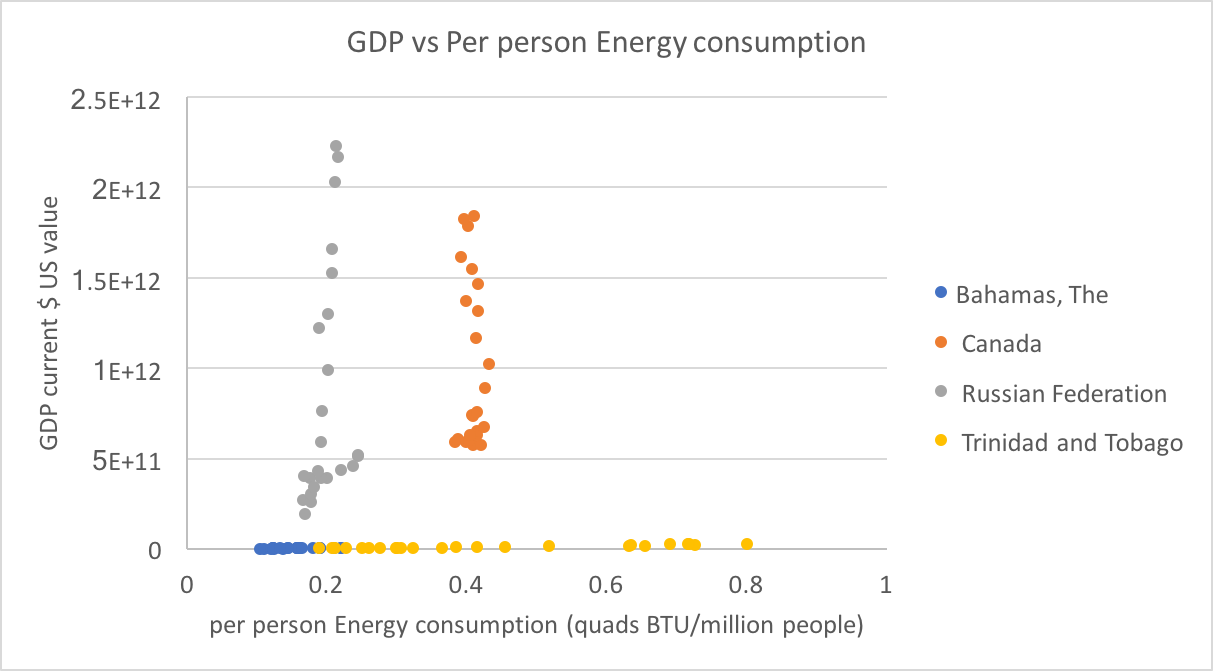 GDP vs Per person Energy consumption
2.5E+12
2E+12
1.5E+12
1E+12
5E+11
0
GDP current $ US value
0 0.2 0.4 0.6 0.8 1
per person Energy consumption (quads BTU/million people)
Bahamas, The
Canada
Russian Federation
Trinidad and Tobago